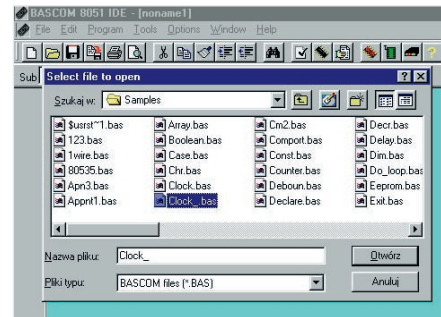 BASCOM 8051 IDE - [noname1]
File Edit Program Tools Options Window Help
Sub
Select file to open
Szukaj w: Samples
$usrst~1.bas Array.bas Cm2.bas Decr.bas
123.bas Boolean.bas Comport.bas Delay.bas
1wire.bas Case.bas Const.bas Dim.bas
80535.bas Chr.bas Counter.bas Do_loop.bas
Apn3.bas Clock.bas Deboun.bas Eeprom.bas
Appnt1.bas Clock_.bas Declare.bas Exit.bas
Nazwa pliku: Clock_ Otwórz
Pliki typu: BASCOM files (*.BAS) Anuluj